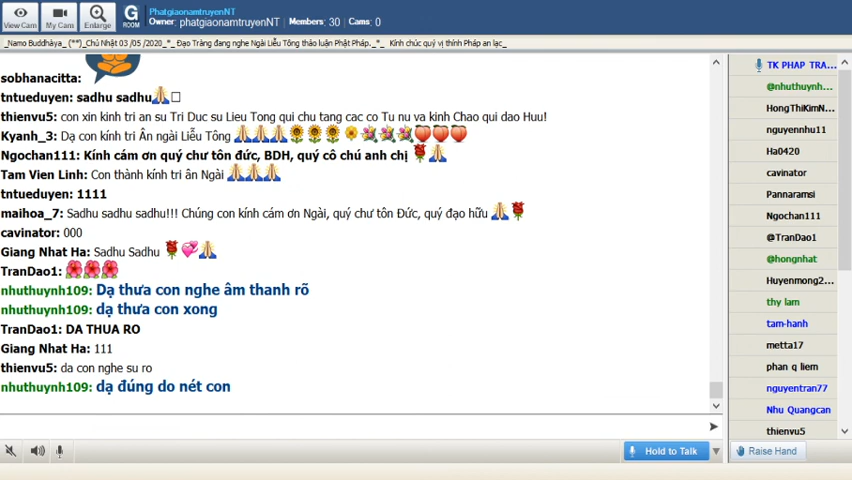 View Cam
My Cam
Enlarge
G
ROOM
PhatgiaonamtruyenNT
Owner: phatgiaonamtruyenNT Members: 30 Cams: 0
_Namo Buddhàya_ (**)_Chủ Nhật 03 /05 /2020_*_ Đạo Tràng đang nghe Ngài Liễu Tông thảo luận Phật Pháp._*_ Kính chúc quý vị thính Pháp an lạc_
sobhanacitta:
tntueduyen: sadhu sadhu🙏□
thienvu5: con xin kinh tri an su Tri Duc su Lieu Tong qui chu tang cac co Tu nu va kinh Chao qui dao Huu!
Kyanh_3: Dạ con kính tri Ân ngài Liễu Tông 🙏🙏🙏🌻🌻🌻🌼💐💐💐🍑🍑🍑
Ngochan111: Kính cám ơn quý chư tôn đức, BDH, quý cô chú anh chị 🌹🙏
Tam Vien Linh: Con thành kính tri ân Ngài 🙏🙏🙏
tntueduyen: 1111
maihoa_7: Sadhu sadhu sadhu!!! Chúng con kính cám ơn Ngài, quý chư tôn Đức, quý đạo hữu 🙏🌹
cavinator: 000
Giang Nhat Ha: Sadhu Sadhu 🌹💞🙏
TranDao1: 🌺🌺🌺
nhuthuynh109: Dạ thưa con nghe âm thanh rõ
nhuthuynh109: dạ thưa con xong
TranDao1: DA THUA RO
Giang Nhat Ha: 111
thienvu5: da con nghe su ro
nhuthuynh109: dạ đúng do nét con
TK PHAP TRA...
@nhuthuynh...
HongThiKimN...
nguyennhu11
Ha0420
cavinator
Pannaramsi
Ngochan111
@TranDao1
@hongnhat
Huyenmong2...
thy lam
tam-hanh
metta17
phan q liem
nguyentran77
Nhu Quangcan
thienvu5
Hold to Talk
Raise Hand